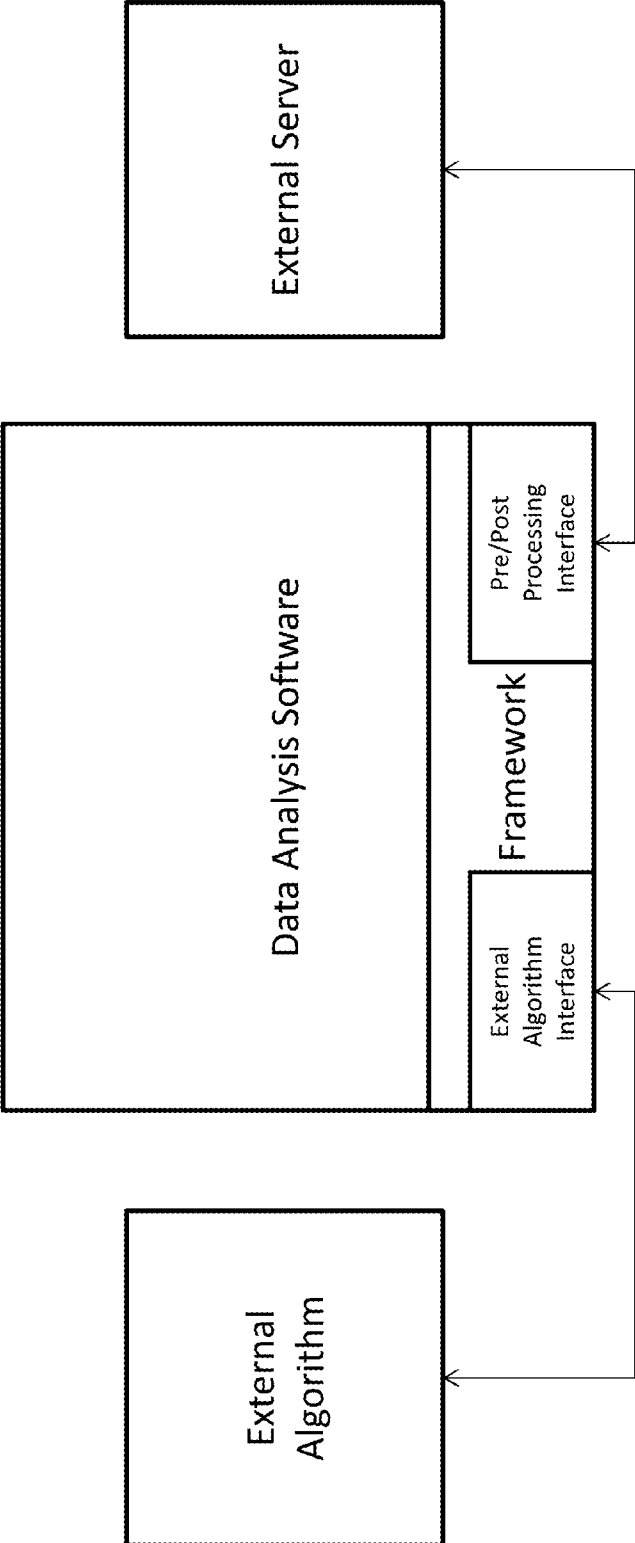 External
Algorithm
Data Analysis Software
External Server
External
Algorithm
Interface
Framework
Pre/Post
Processing
Interface